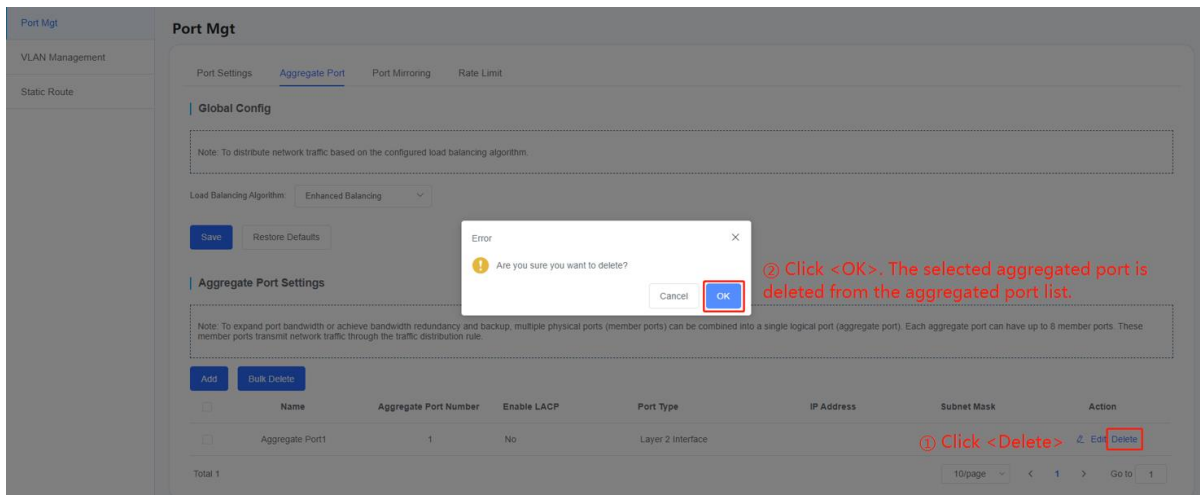 Port Mgt
VLAN Management
Static Route
Port Mgt
Port Settings Aggregate Port Port Mirroring Rate Limit
Global Config
Note: To distribute network traffic based on the configured load balancing algorithm.
Load Balancing Algorithm: Enhanced Balancing
Save Restore Defaults
Error
Are you sure you want to delete?
Cancel OK
② Click <OK>. The selected aggregated port is
deleted from the aggregated port list.
Aggregate Port Settings
Note: To expand port bandwidth or achieve bandwidth redundancy and backup, multiple physical ports (member ports) can be combined into a single logical port (aggregate port). Each aggregate port can have up to 8 member ports. These
member ports transmit network traffic through the traffic distribution rule.
Add Bulk Delete
Name Aggregate Port Number Enable LACP Port Type IP Address Subnet Mask Action
Aggregate Port1 1 No Layer 2 Interface ① Click <Delete> Edit Delete
Total 1 10/page < 1 > Go to 1